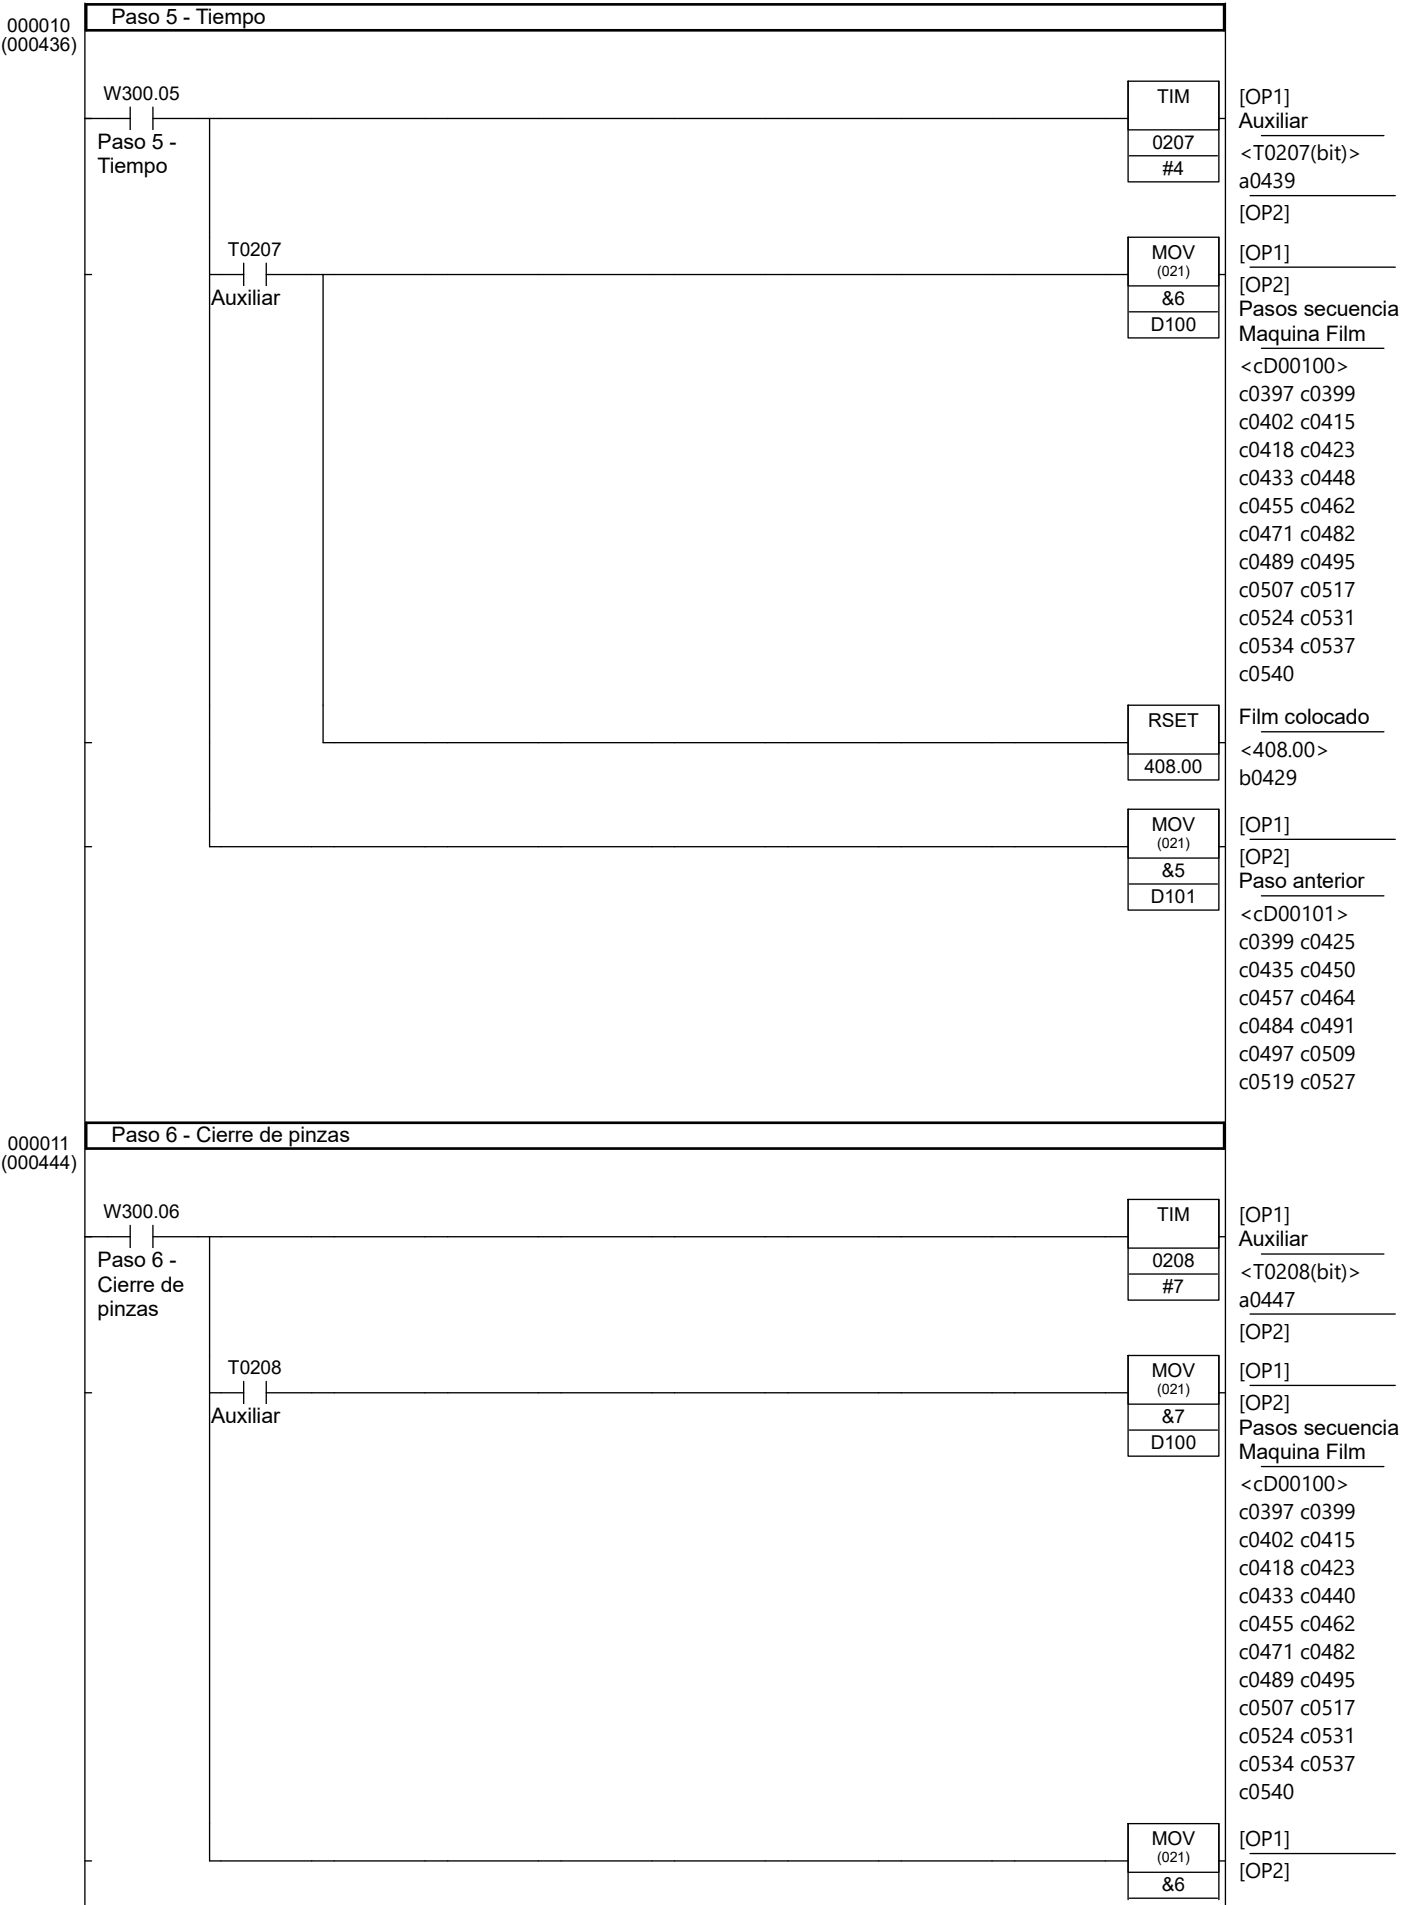 000010
(000436)
Paso 5 - Tiempo
W300.05
Paso 5 -
Tiempo
TIM
0207
#4
[OP1]
Auxiliar
<T0207(bit)>
a0439
[OP2]
T0207
Auxiliar
MOV
(021)
&6
D100
[OP1]
[OP2]
Pasos secuencia
Maquina Film
<cD00100>
c0397 c0399
c0402 c0415
c0418 c0423
c0433 c0448
c0455 c0462
c0471 c0482
c0489 c0495
c0507 c0517
c0524 c0531
c0534 c0537
c0540
RSET
408.00
Film colocado
<408.00>
b0429
MOV
(021)
&5
D101
[OP1]
[OP2]
Paso anterior
<cD00101>
c0399 c0425
c0435 c0450
c0457 c0464
c0484 c0491
c0497 c0509
c0519 c0527
000011
(000444)
Paso 6 - Cierre de pinzas
W300.06
Paso 6 -
Cierre de
pinzas
TIM
0208
#7
[OP1]
Auxiliar
<T0208(bit)>
a0447
[OP2]
T0208
Auxiliar
MOV
(021)
&7
D100
[OP1]
[OP2]
Pasos secuencia
Maquina Film
<cD00100>
c0397 c0399
c0402 c0415
c0418 c0423
c0433 c0440
c0455 c0462
c0471 c0482
c0489 c0495
c0507 c0517
c0524 c0531
c0534 c0537
c0540
MOV
(021)
&6
[OP1]
[OP2]